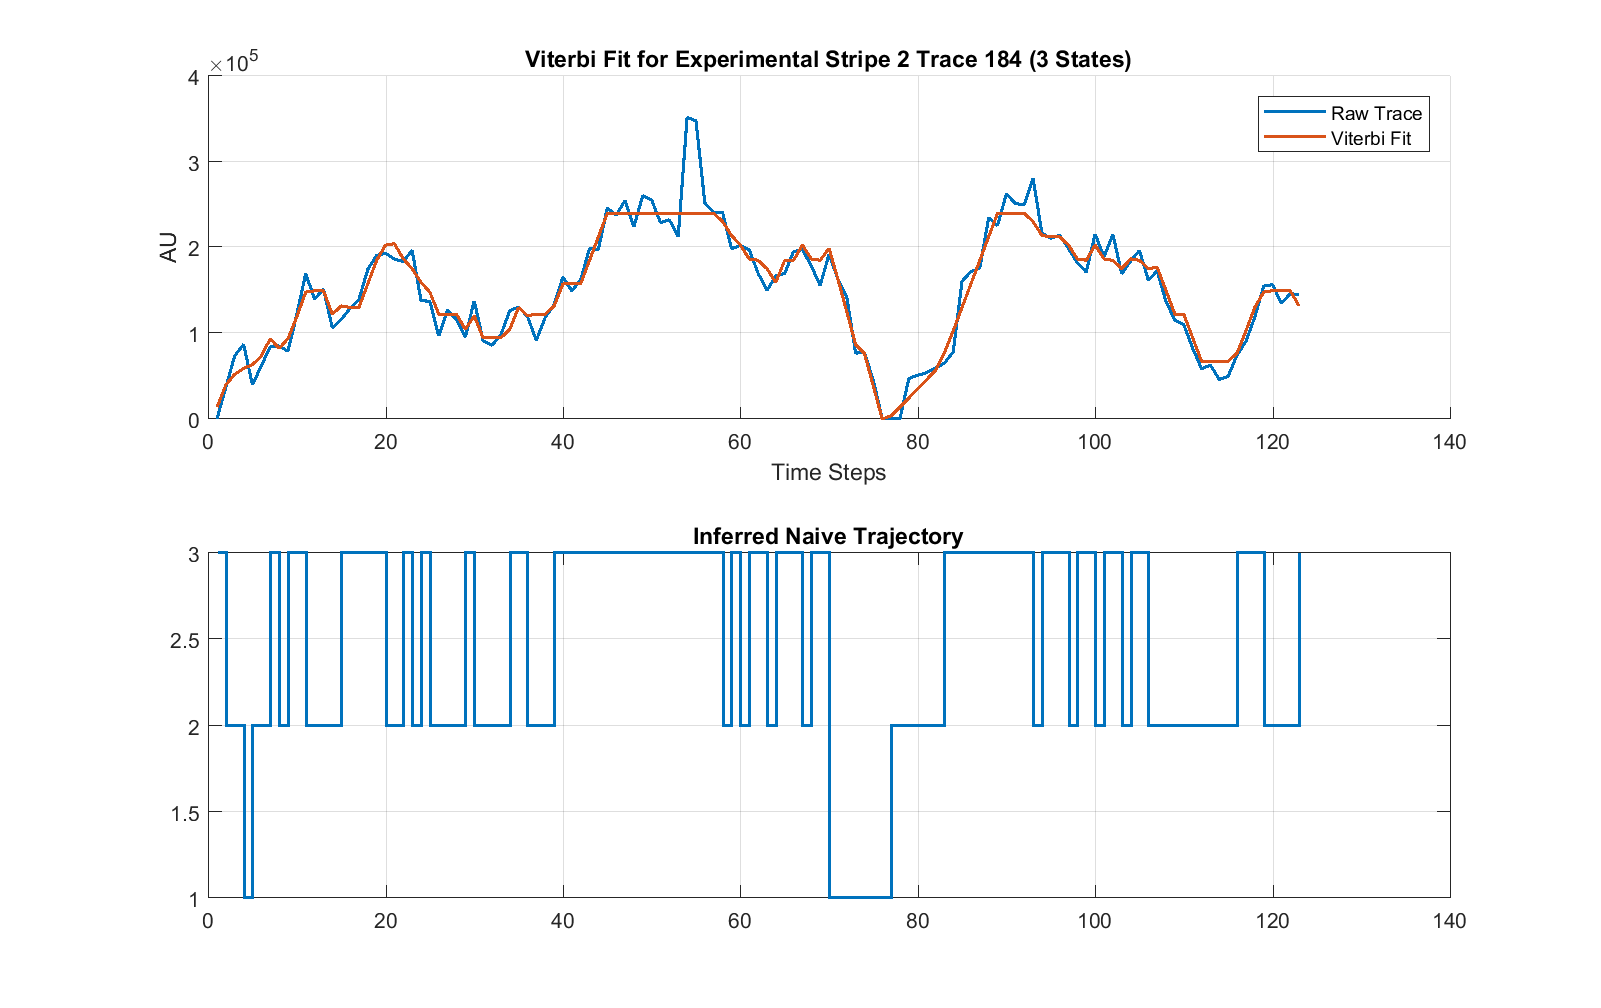 Viterbi Fit for Experimental Stripe 2 Trace 184 (3 States)
×10⁵
4
3
2
1
0
AU
Raw Trace
Viterbi Fit
0 20 40 60 80 100 120 140
Time Steps
Inferred Naive Trajectory
3
2.5
2
1.5
1
0 20 40 60 80 100 120 140